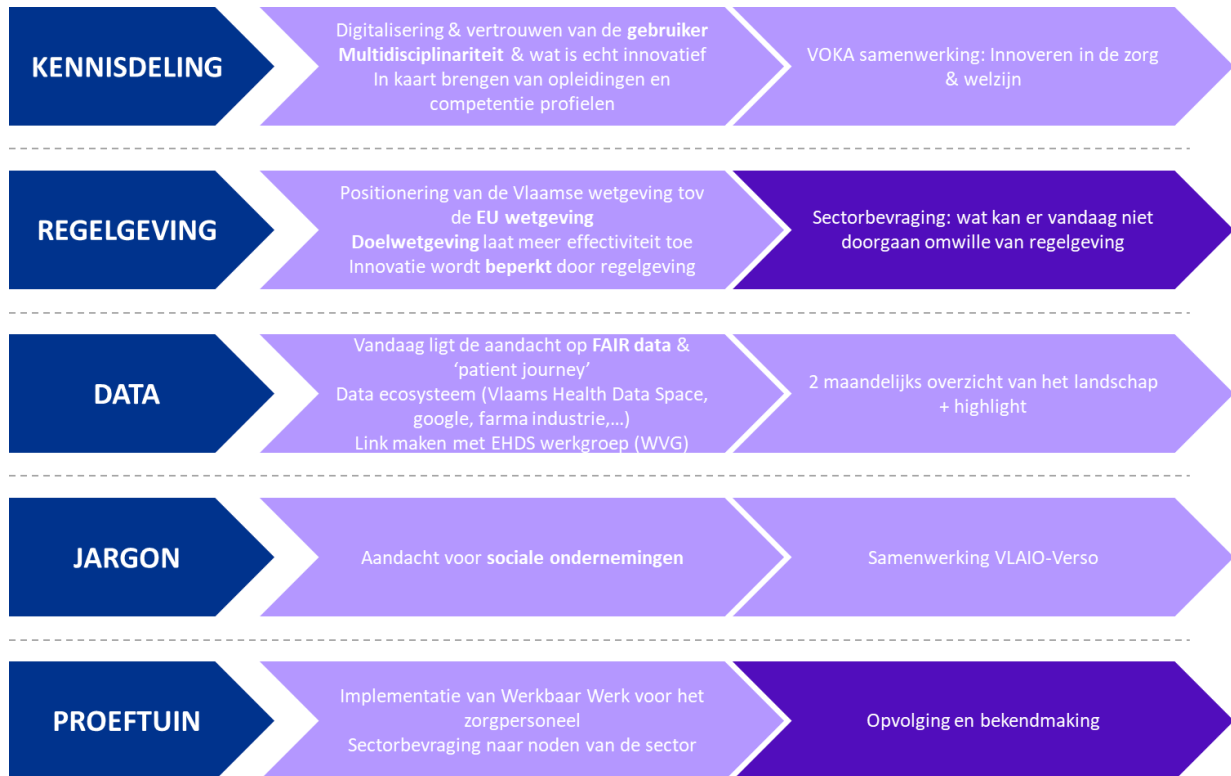 KENNISDELING
Digitalisering & vertrouwen van de gebruiker
Multidisciplinariteit & wat is echt innovatief
In kaart brengen van opleidingen en
competentie profielen
VOKA samenwerking: Innoveren in de zorg
& welzijn
REGELGEVING
Positionering van de Vlaamse wetgeving tov
de EU wetgeving
Doelwetgeving laat meer effectiviteit toe
Innovatie wordt beperkt door regelgeving
Sectorbevraging: wat kan er vandaag niet
doorgaan omwille van regelgeving
DATA
Vandaag ligt de aandacht op FAIR data &
‘patient journey’
Data ecosysteem (Vlaams Health Data Space,
google, farma industrie,…)
Link maken met EHDS werkgroep (WVG)
2 maandelijks overzicht van het landschap
+ highlight
JARGON
Aandacht voor sociale ondernemingen
Samenwerking VLAIO-Verso
PROEFTUIN
Implementatie van Werkbaar Werk voor het
zorgpersoneel
Sectorbevraging naar noden van de sector
Opvolging en bekendmaking